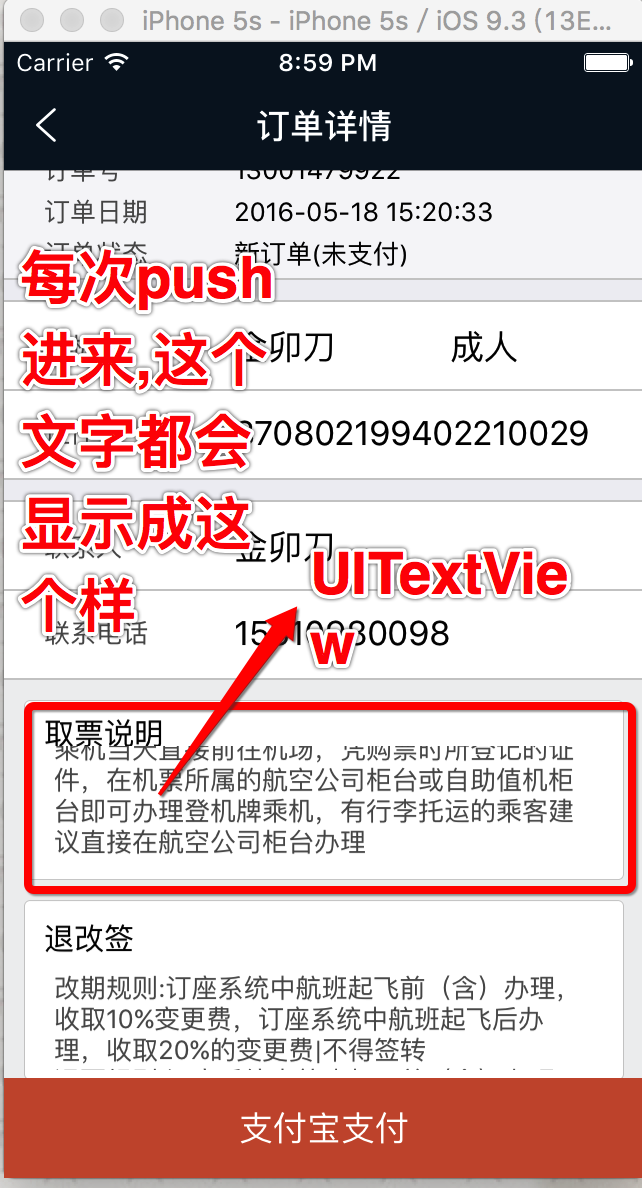 iPhone 5s - iPhone 5s / iOS 9.3 (13E...
Carrier 8:59 PM
订单详情
订单号 13001479922
订单日期 2016-05-18 15:20:33
订单状态 新订单(未支付)
每次push
进来,这个
文字都会
显示成这
个样
金卯刀 成人
370802199402210029
联系人 金卯刀
UITextVie
w
联系电话
取票说明
乘机当天直接前往机场，凭购票时所登记的证
件，在机票所属的航空公司柜台或自助值机柜
台即可办理登机牌乘机，有行李托运的乘客建
议直接在航空公司柜台办理
退改签
改期规则:订座系统中航班起飞前（含）办理，
收取10%变更费，订座系统中航班起飞后办
理，收取20%的变更费|不得签转
支付宝支付